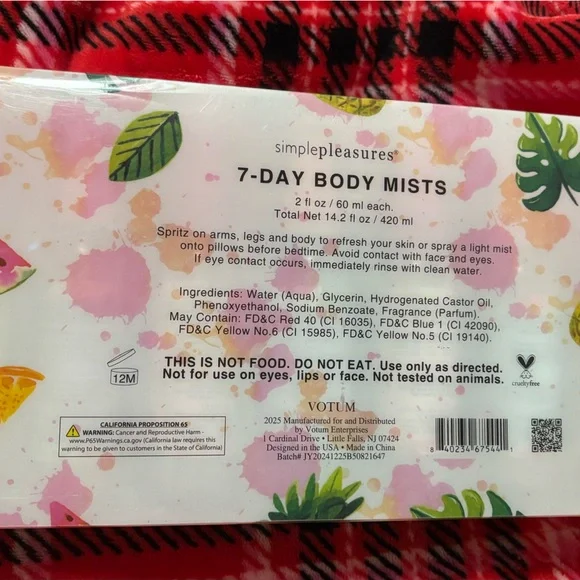 simplepleasures®
7-DAY BODY MISTS
2 fl oz / 60 ml each.
Total Net 14.2 fl oz / 420 ml
Spritz on arms, legs and body to refresh your skin or spray a light mist
onto pillows before bedtime. Avoid contact with face and eyes.
If eye contact occurs, immediately rinse with clean water.
Ingredients: Water (Aqua), Glycerin, Hydrogenated Castor Oil,
Phenoxyethanol, Sodium Benzoate, Fragrance (Parfum).
May Contain: FD&C Red 40 (CI 16035), FD&C Blue 1 (CI 42090),
FD&C Yellow No.6 (CI 15985), FD&C Yellow No.5 (CI 19140).
THIS IS NOT FOOD. DO NOT EAT. Use only as directed.
Not for use on eyes, lips or face. Not tested on animals.
12M
crueltyfree
CALIFORNIA PROPOSITION 65
WARNING: Cancer and Reproductive Harm -
www.P65Warnings.ca.gov (California law requires this
warning to be given to customers in the State of California)
VOTUM
2025 Manufactured for and Distributed
by Votum Enterprises
1 Cardinal Drive • Little Falls, NJ 07424
Designed in the USA • Made in China
Batch# JY20241225B50821647
8 40234 67544 1